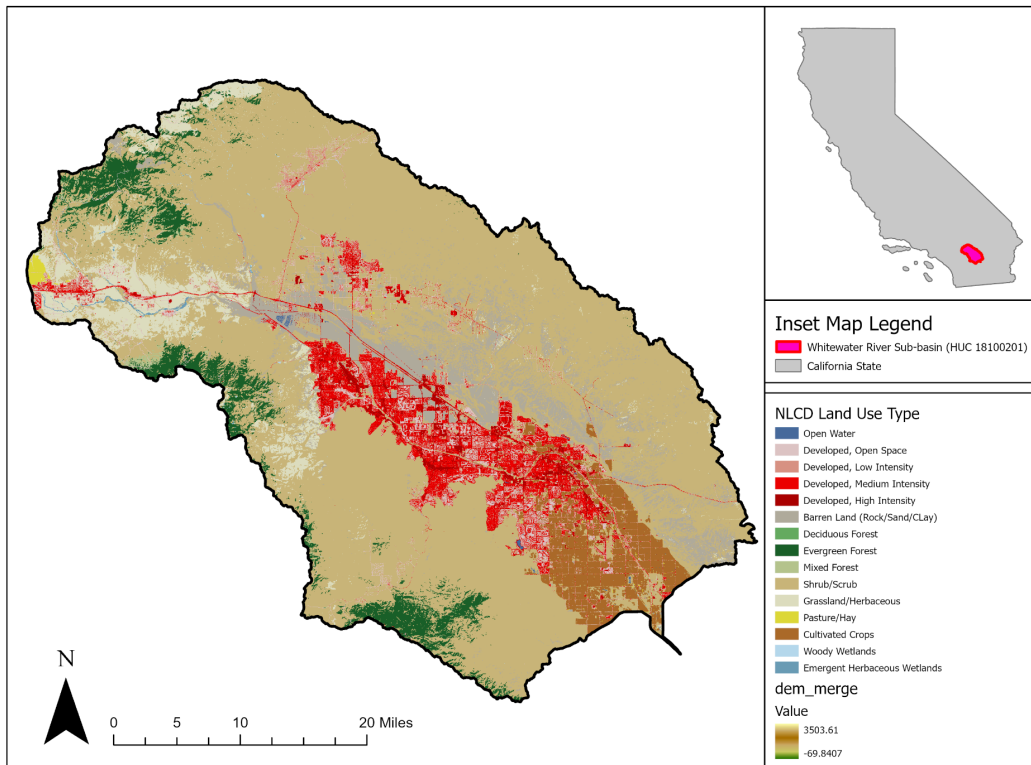 N
0 5 10 20 Miles
Inset Map Legend
Whitewater River Sub-basin (HUC 18100201)
California State
NLCD Land Use Type
Open Water
Developed, Open Space
Developed, Low Intensity
Developed, Medium Intensity
Developed, High Intensity
Barren Land (Rock/Sand/CLay)
Deciduous Forest
Evergreen Forest
Mixed Forest
Shrub/Scrub
Grassland/Herbaceous
Pasture/Hay
Cultivated Crops
Woody Wetlands
Emergent Herbaceous Wetlands
dem_merge
Value
3503.61
-69.8407